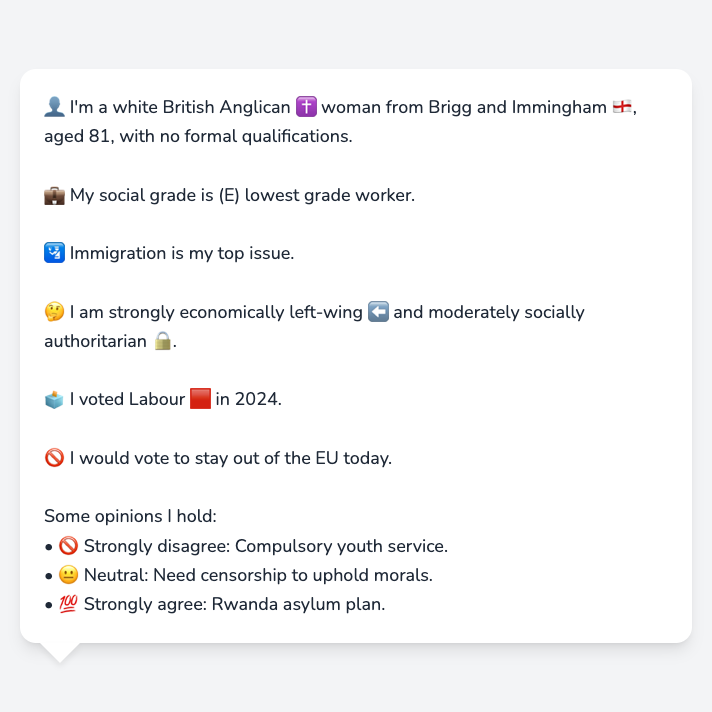 👤 I'm a white British Anglican ✝️ woman from Brigg and Immingham 🏴󠁧󠁢󠁥󠁮󠁧󠁿,
aged 81, with no formal qualifications.
💼 My social grade is (E) lowest grade worker.
🛂 Immigration is my top issue.
🤔 I am strongly economically left-wing ⬅️ and moderately socially
authoritarian 🔒.
🗳️ I voted Labour 🟥 in 2024.
🚫 I would vote to stay out of the EU today.
Some opinions I hold:
• 🚫 Strongly disagree: Compulsory youth service.
• 😐 Neutral: Need censorship to uphold morals.
• 💯 Strongly agree: Rwanda asylum plan.